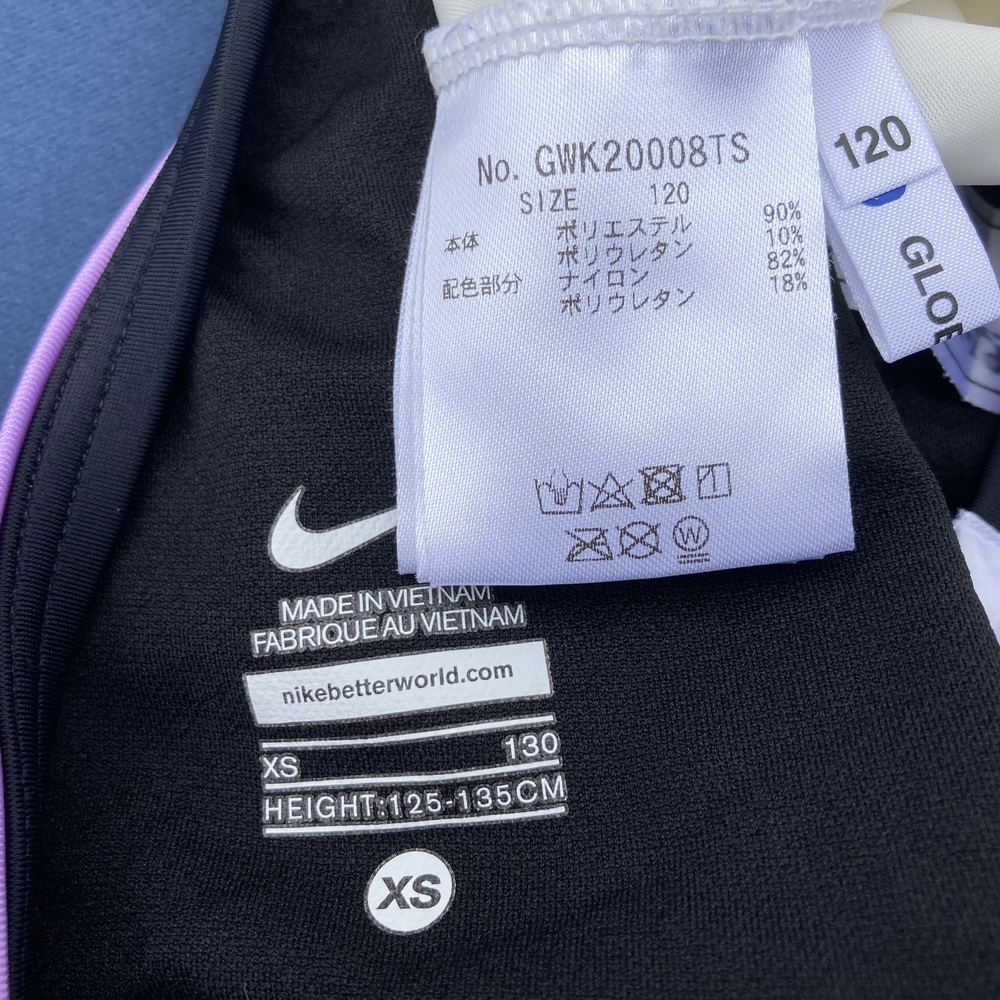 No. GWK20008TS
SIZE 120
本体 ポリエステル 90%
ポリウレタン 10%
配色部分 ナイロン 82%
ポリウレタン 18%
W
120
MADE IN VIETNAM
FABRIQUE AU VIETNAM
nikebetterworld.com
XS 130
HEIGHT:125-135CM
XS